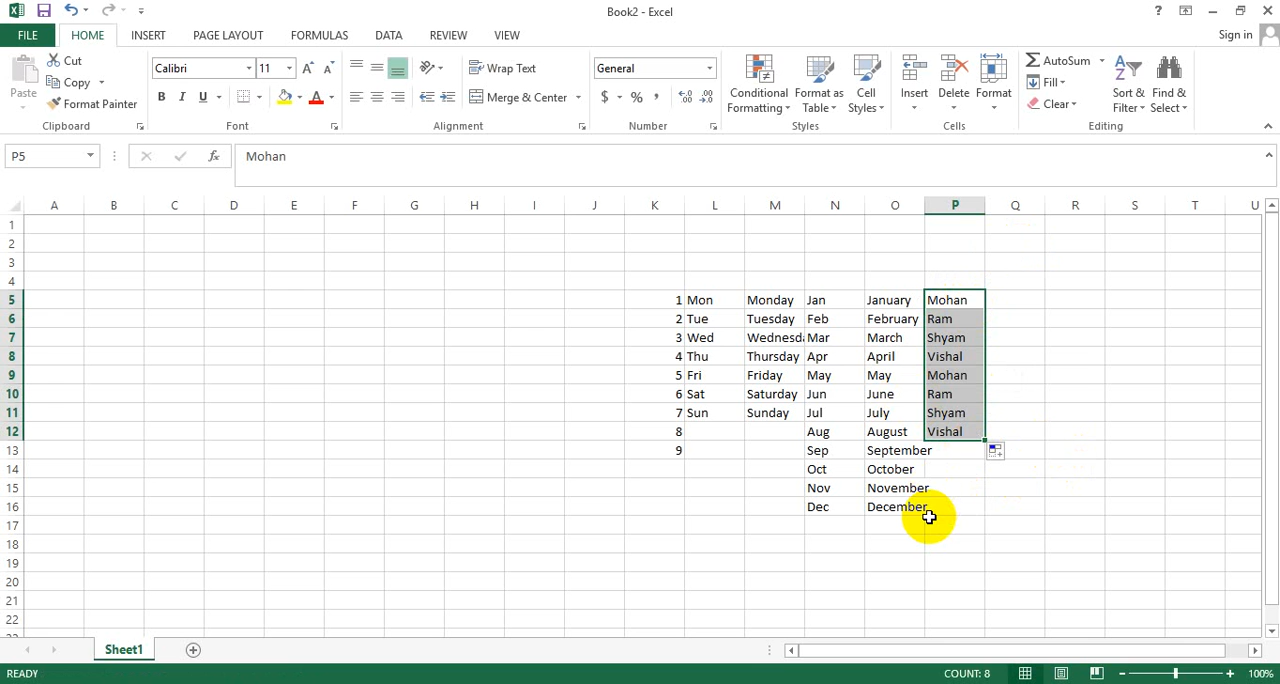 Book2 - Excel
?
FILE HOME INSERT PAGE LAYOUT FORMULAS DATA REVIEW VIEW Sign in
Paste Cut Copy Format Painter
Clipboard
Calibri 11 A A
B I U A
Font
Wrap Text
Merge & Center
Alignment
General
$ % , .0 .00 .00 .0
Number
Conditional Formatting Format as Table Cell Styles
Styles
Insert Delete Format
Cells
AutoSum Fill Clear Sort & Filter Find & Select
Editing
P5 fx Mohan
A B C D E F G H I J K L M N O P Q R S T U
1
2
3
4
5 1 Mon Monday Jan January Mohan
6 2 Tue Tuesday Feb February Ram
7 3 Wed Wednesda Mar March Shyam
8 4 Thu Thursday Apr April Vishal
9 5 Fri Friday May May Mohan
10 6 Sat Saturday Jun June Ram
11 7 Sun Sunday Jul July Shyam
12 8 Aug August Vishal
13 9 Sep September
14 Oct October
15 Nov November
16 Dec December
17
18
19
20
21
22
Sheet1
READY COUNT: 8 100%